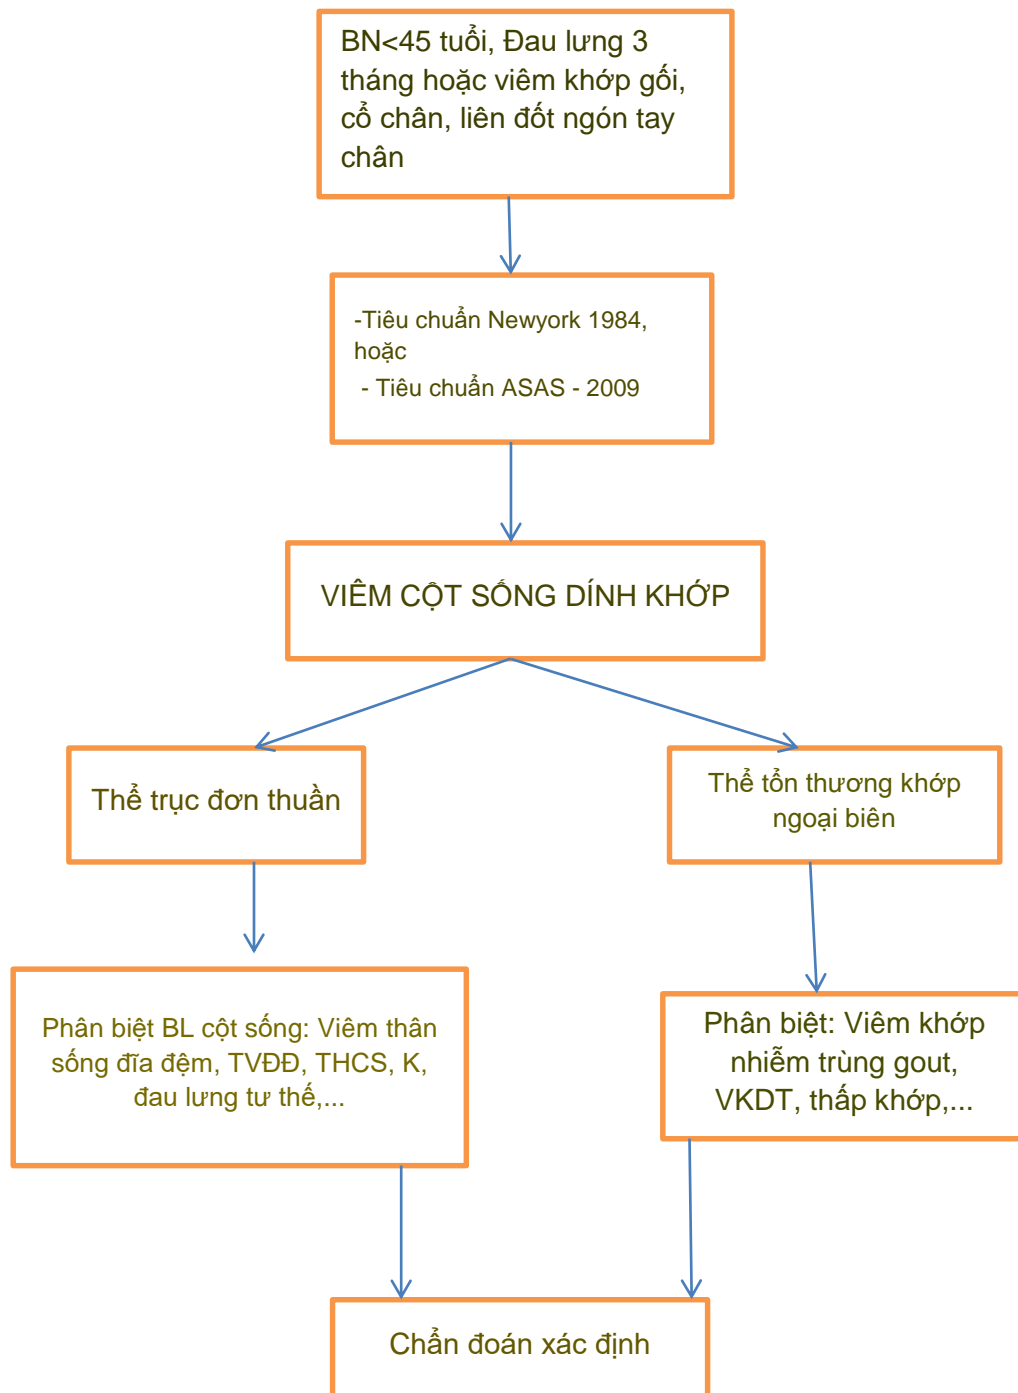 BN<45 tuổi, Đau lưng 3
tháng hoặc viêm khớp gối,
cổ chân, liên đốt ngón tay
chân
-Tiêu chuẩn Newyork 1984,
hoặc
- Tiêu chuẩn ASAS - 2009
VIÊM CỘT SỐNG DÍNH KHỚP
Thể trục đơn thuần
Thể tổn thương khớp
ngoại biên
Phân biệt BL cột sống: Viêm thân
sống đĩa đệm, TVĐĐ, THCS, K,
đau lưng tư thế,...
Phân biệt: Viêm khớp
nhiễm trùng gout,
VKDT, thấp khớp,...
Chẩn đoán xác định